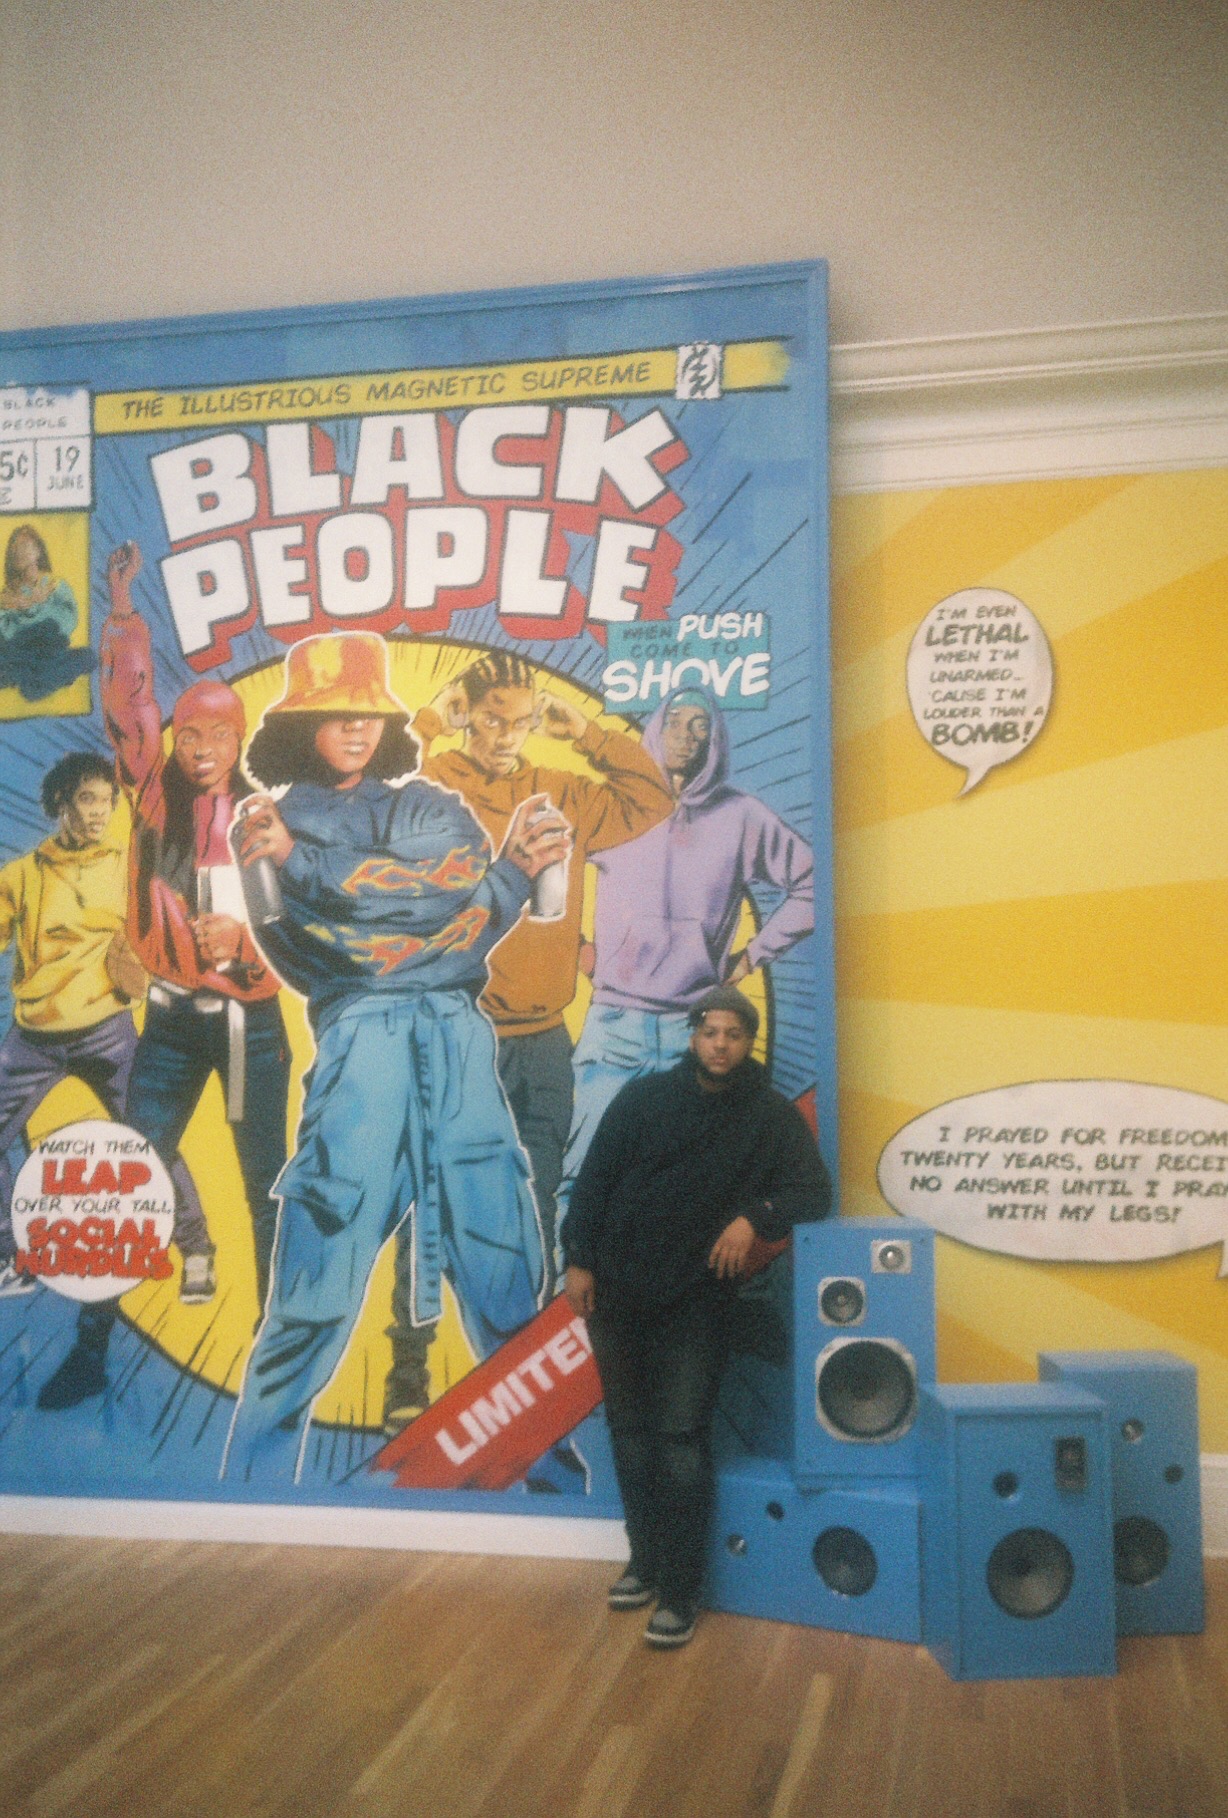 THE ILLUSTRIOUS MAGNETIC SUPREME
BLACK
PEOPLE
BLACK
PEOPLE
5¢
19
JUNE
WHEN PUSH
COME TO
SHOVE
I'M EVEN
LETHAL
WHEN I'M
UNARMED...
'CAUSE I'M
LOUDER THAN A
BOMB!
WATCH THEM
LEAP
OVER YOUR TALL
SOCIAL
HURDLES
I PRAYED FOR FREEDOM
TWENTY YEARS, BUT RECEI
NO ANSWER UNTIL I PRAY
WITH MY LEGS!
LIMITE